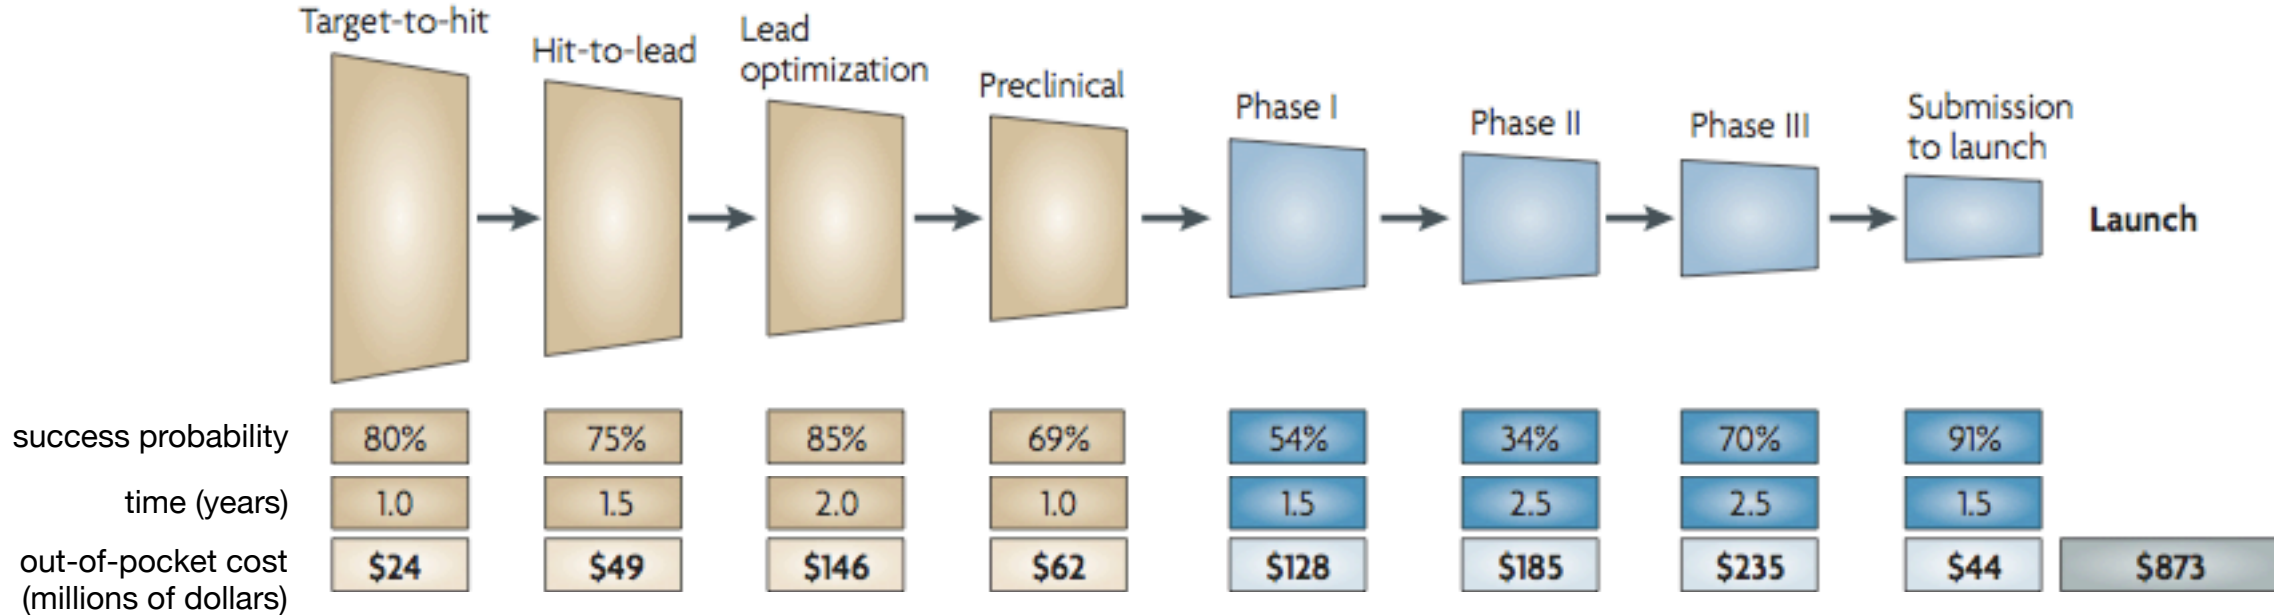 Target-to-hit
Hit-to-lead
Lead
optimization
Preclinical
Phase I
Phase II
Phase III
Submission
to launch
Launch
success probability 80% 75% 85% 69% 54% 34% 70% 91%
time (years) 1.0 1.5 2.0 1.0 1.5 2.5 2.5 1.5
out-of-pocket cost
(millions of dollars) $24 $49 $146 $62 $128 $185 $235 $44 $873